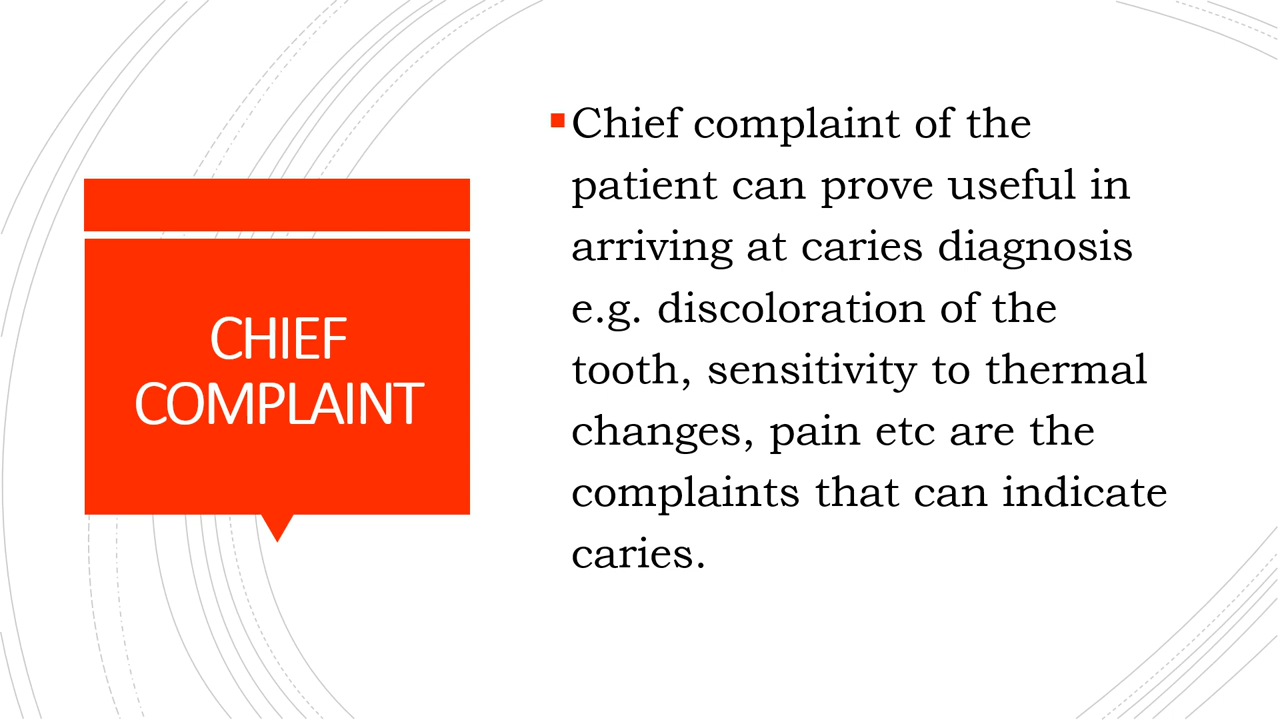 CHIEF
COMPLAINT
▪Chief complaint of the
patient can prove useful in
arriving at caries diagnosis
e.g. discoloration of the
tooth, sensitivity to thermal
changes, pain etc are the
complaints that can indicate
caries.